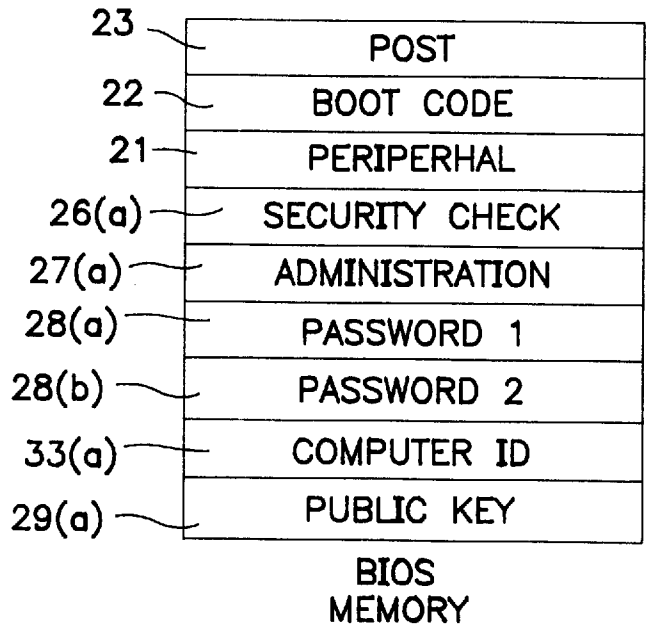 23 POST
22 BOOT CODE
21 PERIPERHAL
26(a) SECURITY CHECK
27(a) ADMINISTRATION
28(a) PASSWORD 1
28(b) PASSWORD 2
33(a) COMPUTER ID
29(a) PUBLIC KEY
BIOS
MEMORY